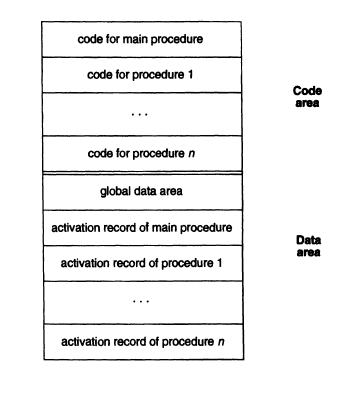 code for main procedure
code for procedure 1
Code
area
. . .
code for procedure n
global data area
activation record of main procedure
Data
area
activation record of procedure 1
. . .
activation record of procedure n